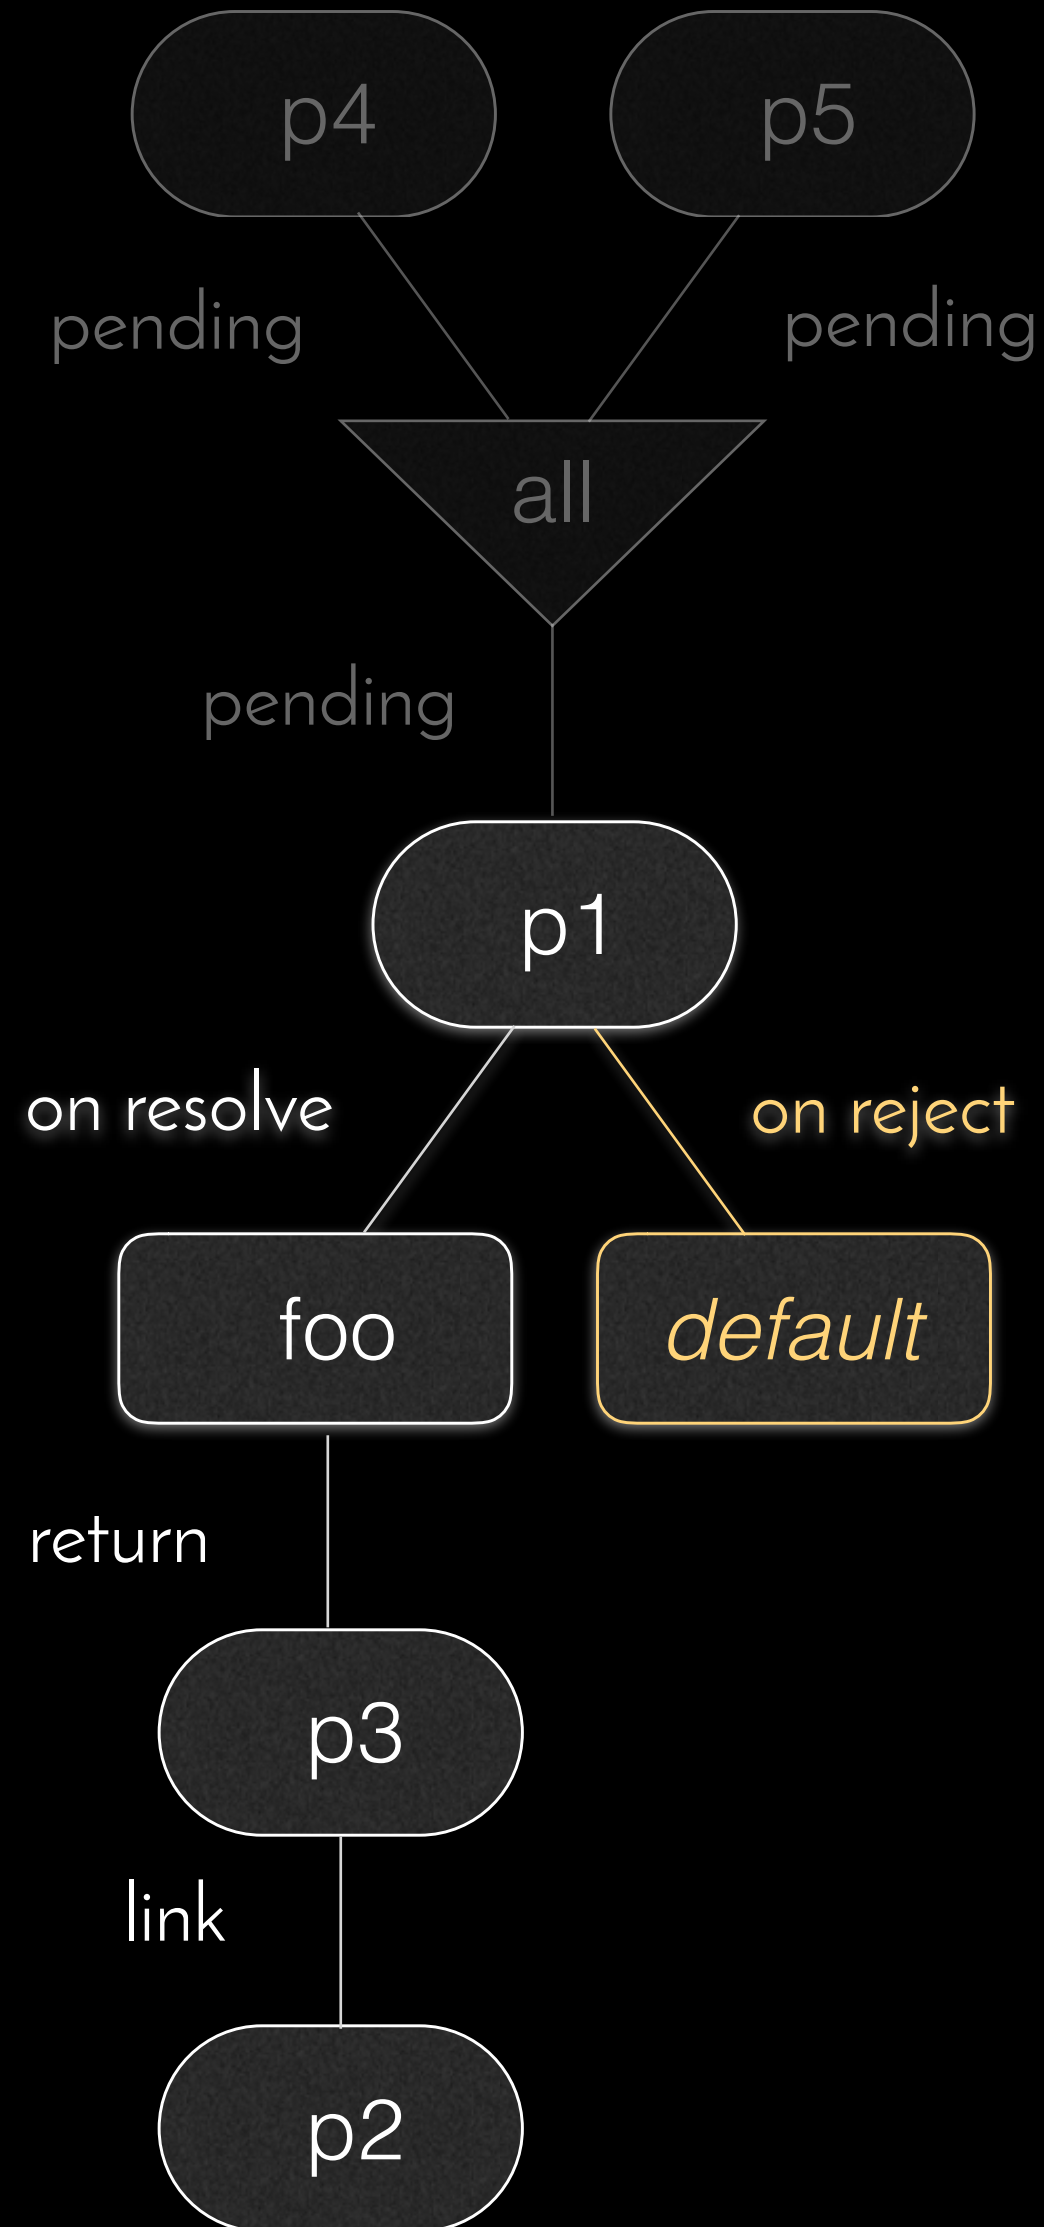 p4
p5
pending
pending
all
pending
p1
on resolve
on reject
foo
default
return
p3
link
p2